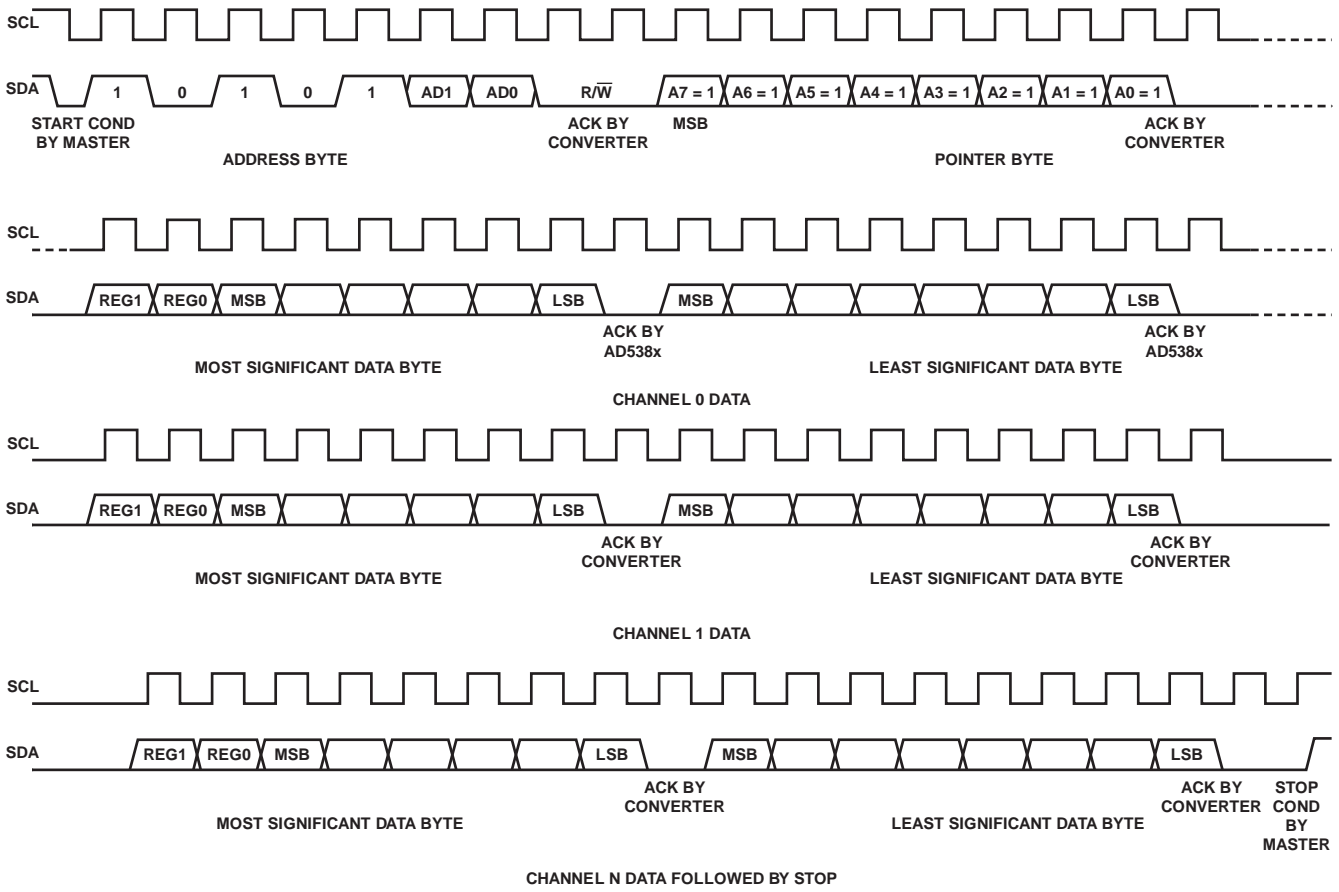 SCL
SDA 1 0 1 0 1 AD1 AD0 R/W̅ A7 = 1 A6 = 1 A5 = 1 A4 = 1 A3 = 1 A2 = 1 A1 = 1 A0 = 1
START COND
BY MASTER
ACK BY
CONVERTER
MSB
ACK BY
CONVERTER
ADDRESS BYTE
POINTER BYTE
SCL
SDA REG1 REG0 MSB LSB MSB LSB
ACK BY
AD538x
ACK BY
AD538x
MOST SIGNIFICANT DATA BYTE
LEAST SIGNIFICANT DATA BYTE
CHANNEL 0 DATA
SCL
SDA REG1 REG0 MSB LSB MSB LSB
ACK BY
CONVERTER
ACK BY
CONVERTER
MOST SIGNIFICANT DATA BYTE
LEAST SIGNIFICANT DATA BYTE
CHANNEL 1 DATA
SCL
SDA REG1 REG0 MSB LSB MSB LSB
ACK BY
CONVERTER
ACK BY
CONVERTER
STOP
COND
BY
MASTER
MOST SIGNIFICANT DATA BYTE
LEAST SIGNIFICANT DATA BYTE
CHANNEL N DATA FOLLOWED BY STOP